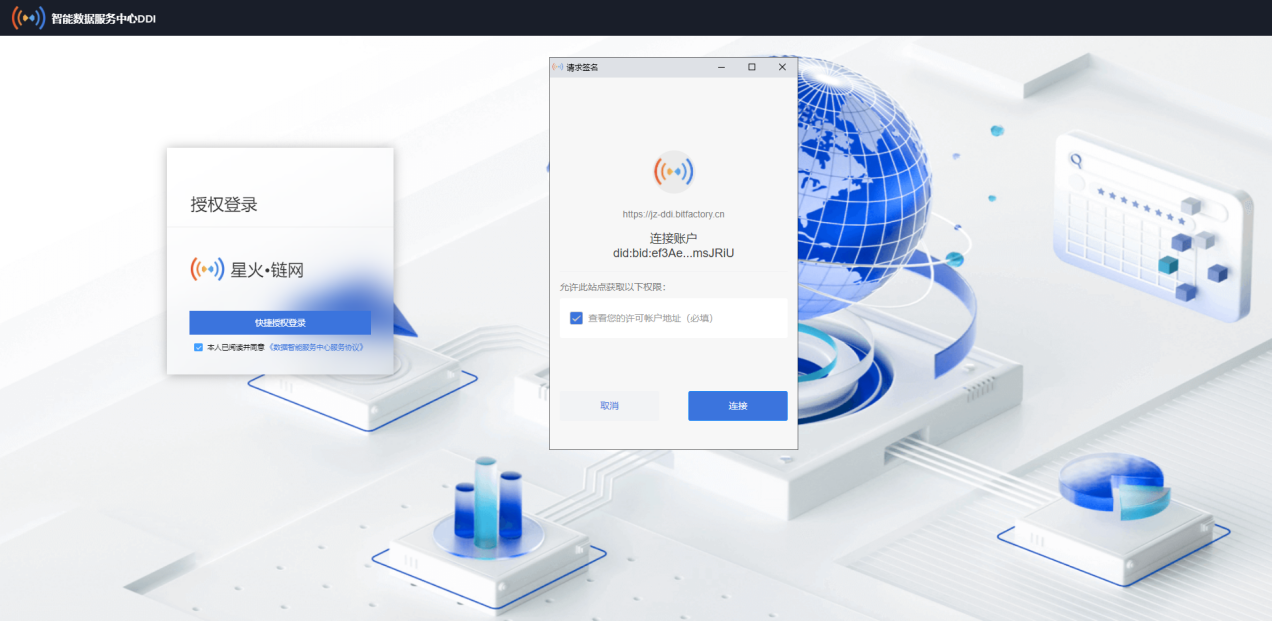 智能数据服务中心DDI
授权登录
星火·链网
快捷授权登录
本人已阅读并同意《数据智能服务中心服务协议》
请求签名
https://jz-ddi.bitfactory.cn
连接账户
did:bid:ef3Ae...msJRiU
允许此站点获取以下权限：
查看您的许可帐户地址（必填）
取消
连接